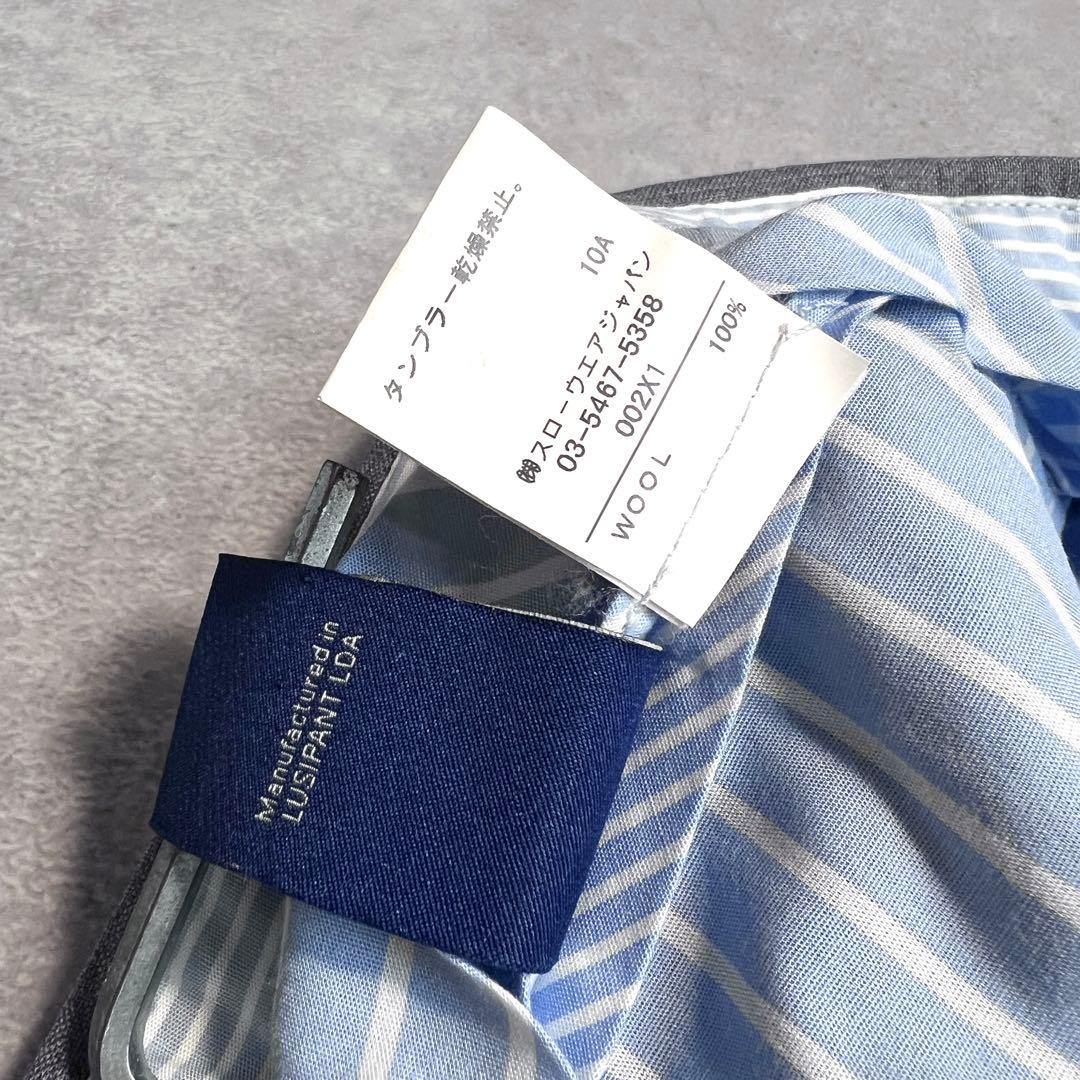 タンブラー乾燥禁止。
10A
㈱スローウエアジャパン
03-5467-5358
002X1
WOOL 100%
Manufactured in
LUSIPANT LDA